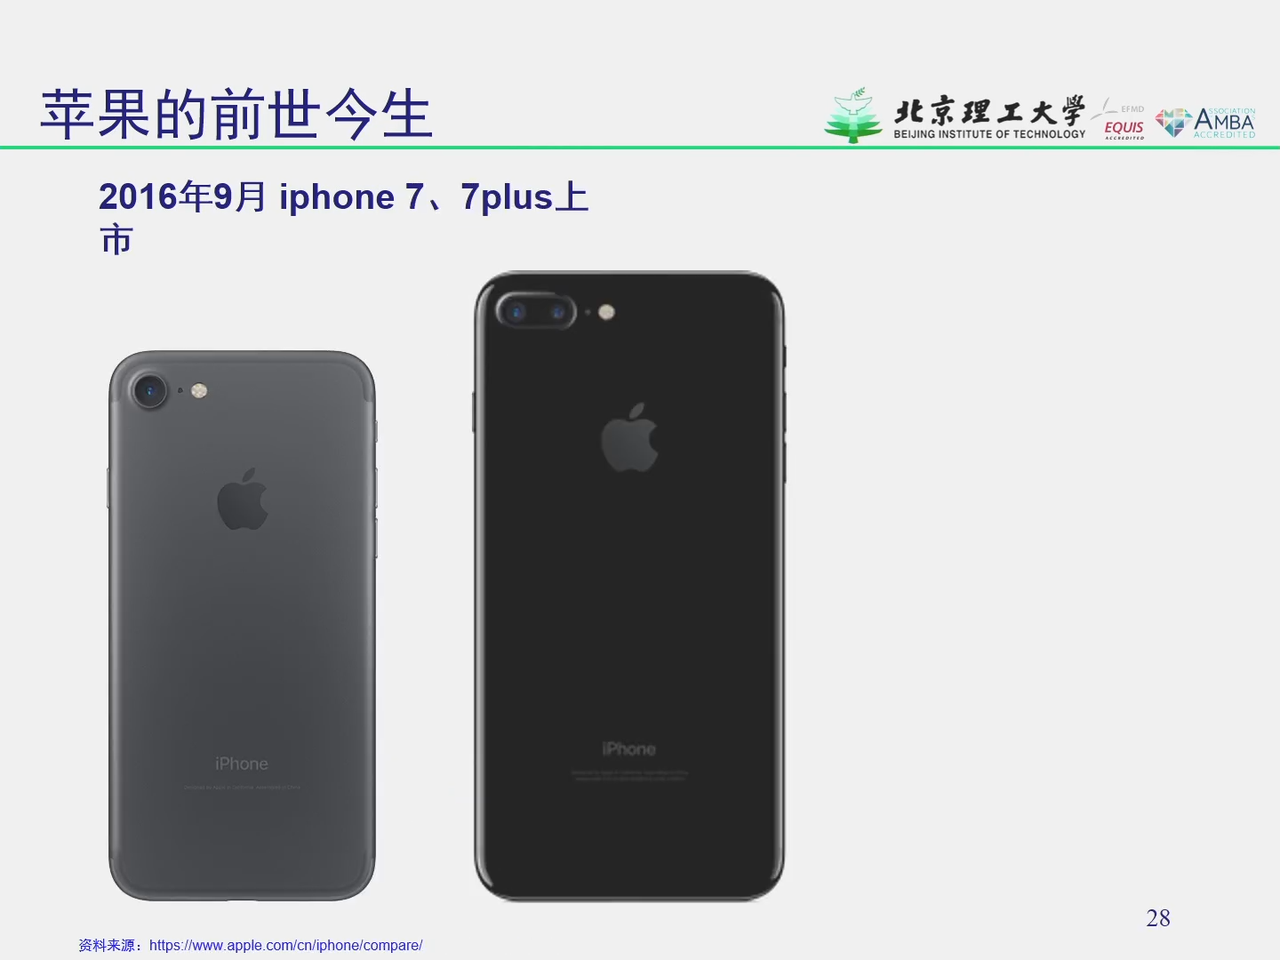 苹果的前世今生
北京理工大學
BEIJING INSTITUTE OF TECHNOLOGY
EFMD
EQUIS
ACCREDITED
ASSOCIATION
AMBA
ACCREDITED
2016年9月 iphone 7、7plus上
市
iPhone
iPhone
28
资料来源：https://www.apple.com/cn/iphone/compare/